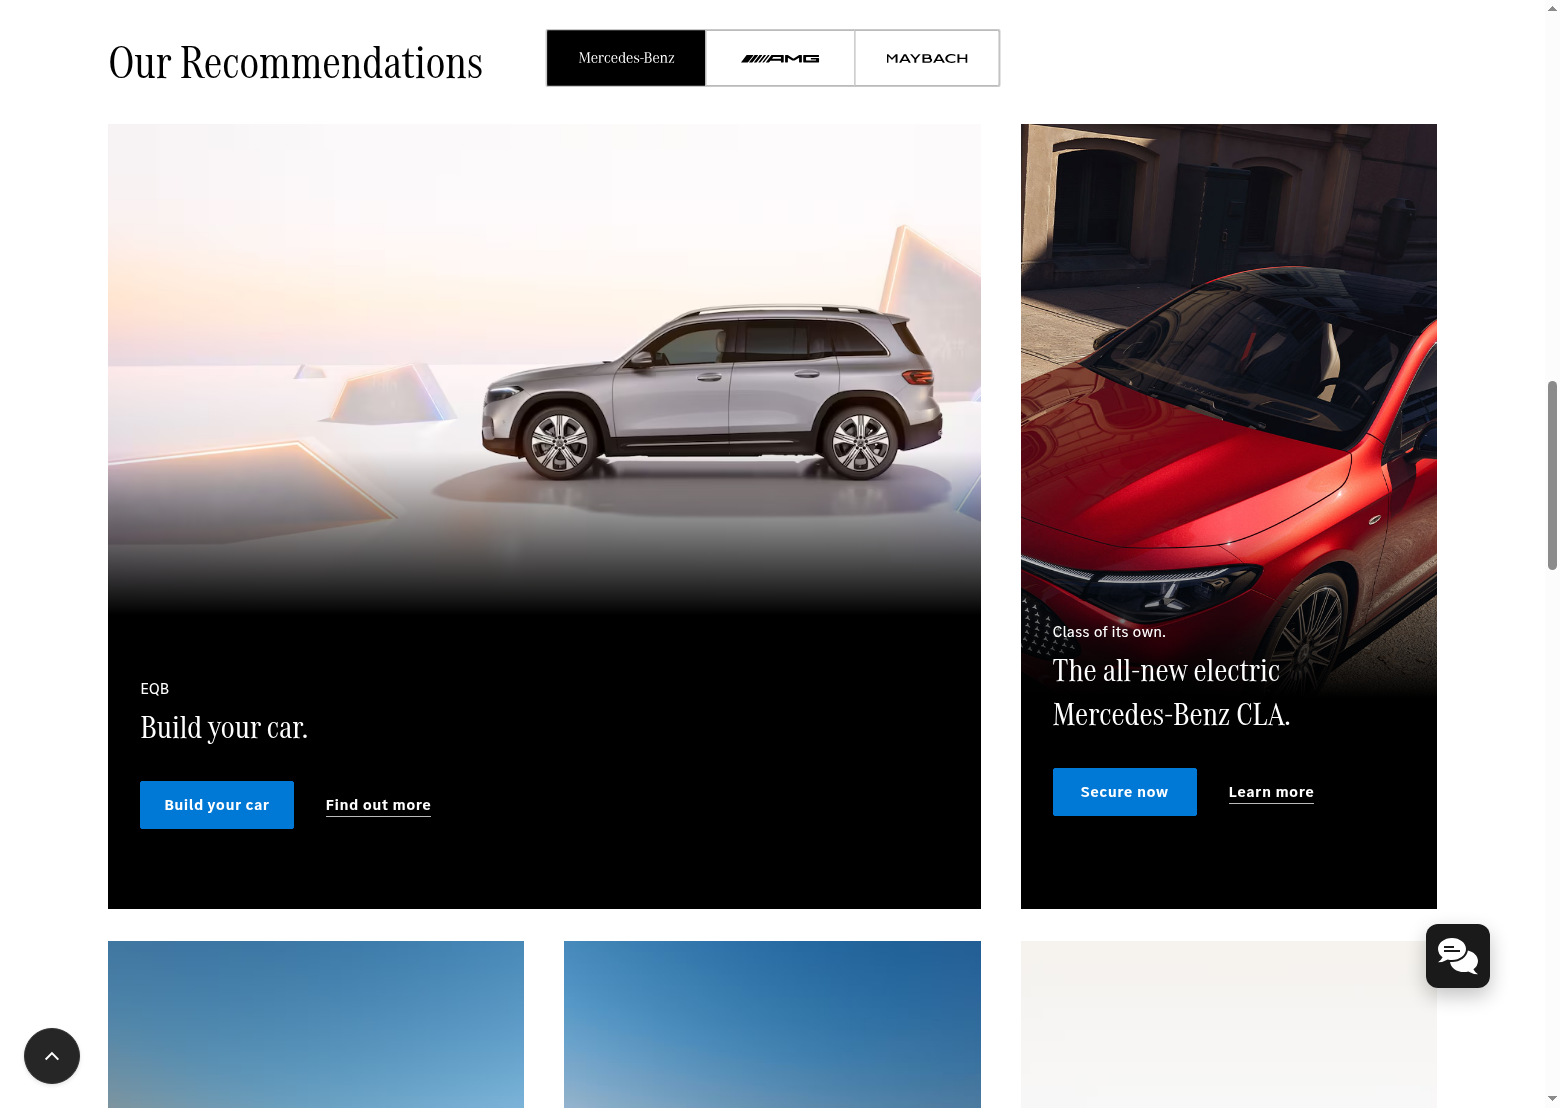 Our Recommendations
Mercedes-Benz
AMG
MAYBACH
EQB
Build your car.
Build your car
Find out more
Class of its own.
The all-new electric
Mercedes-Benz CLA.
Secure now
Learn more